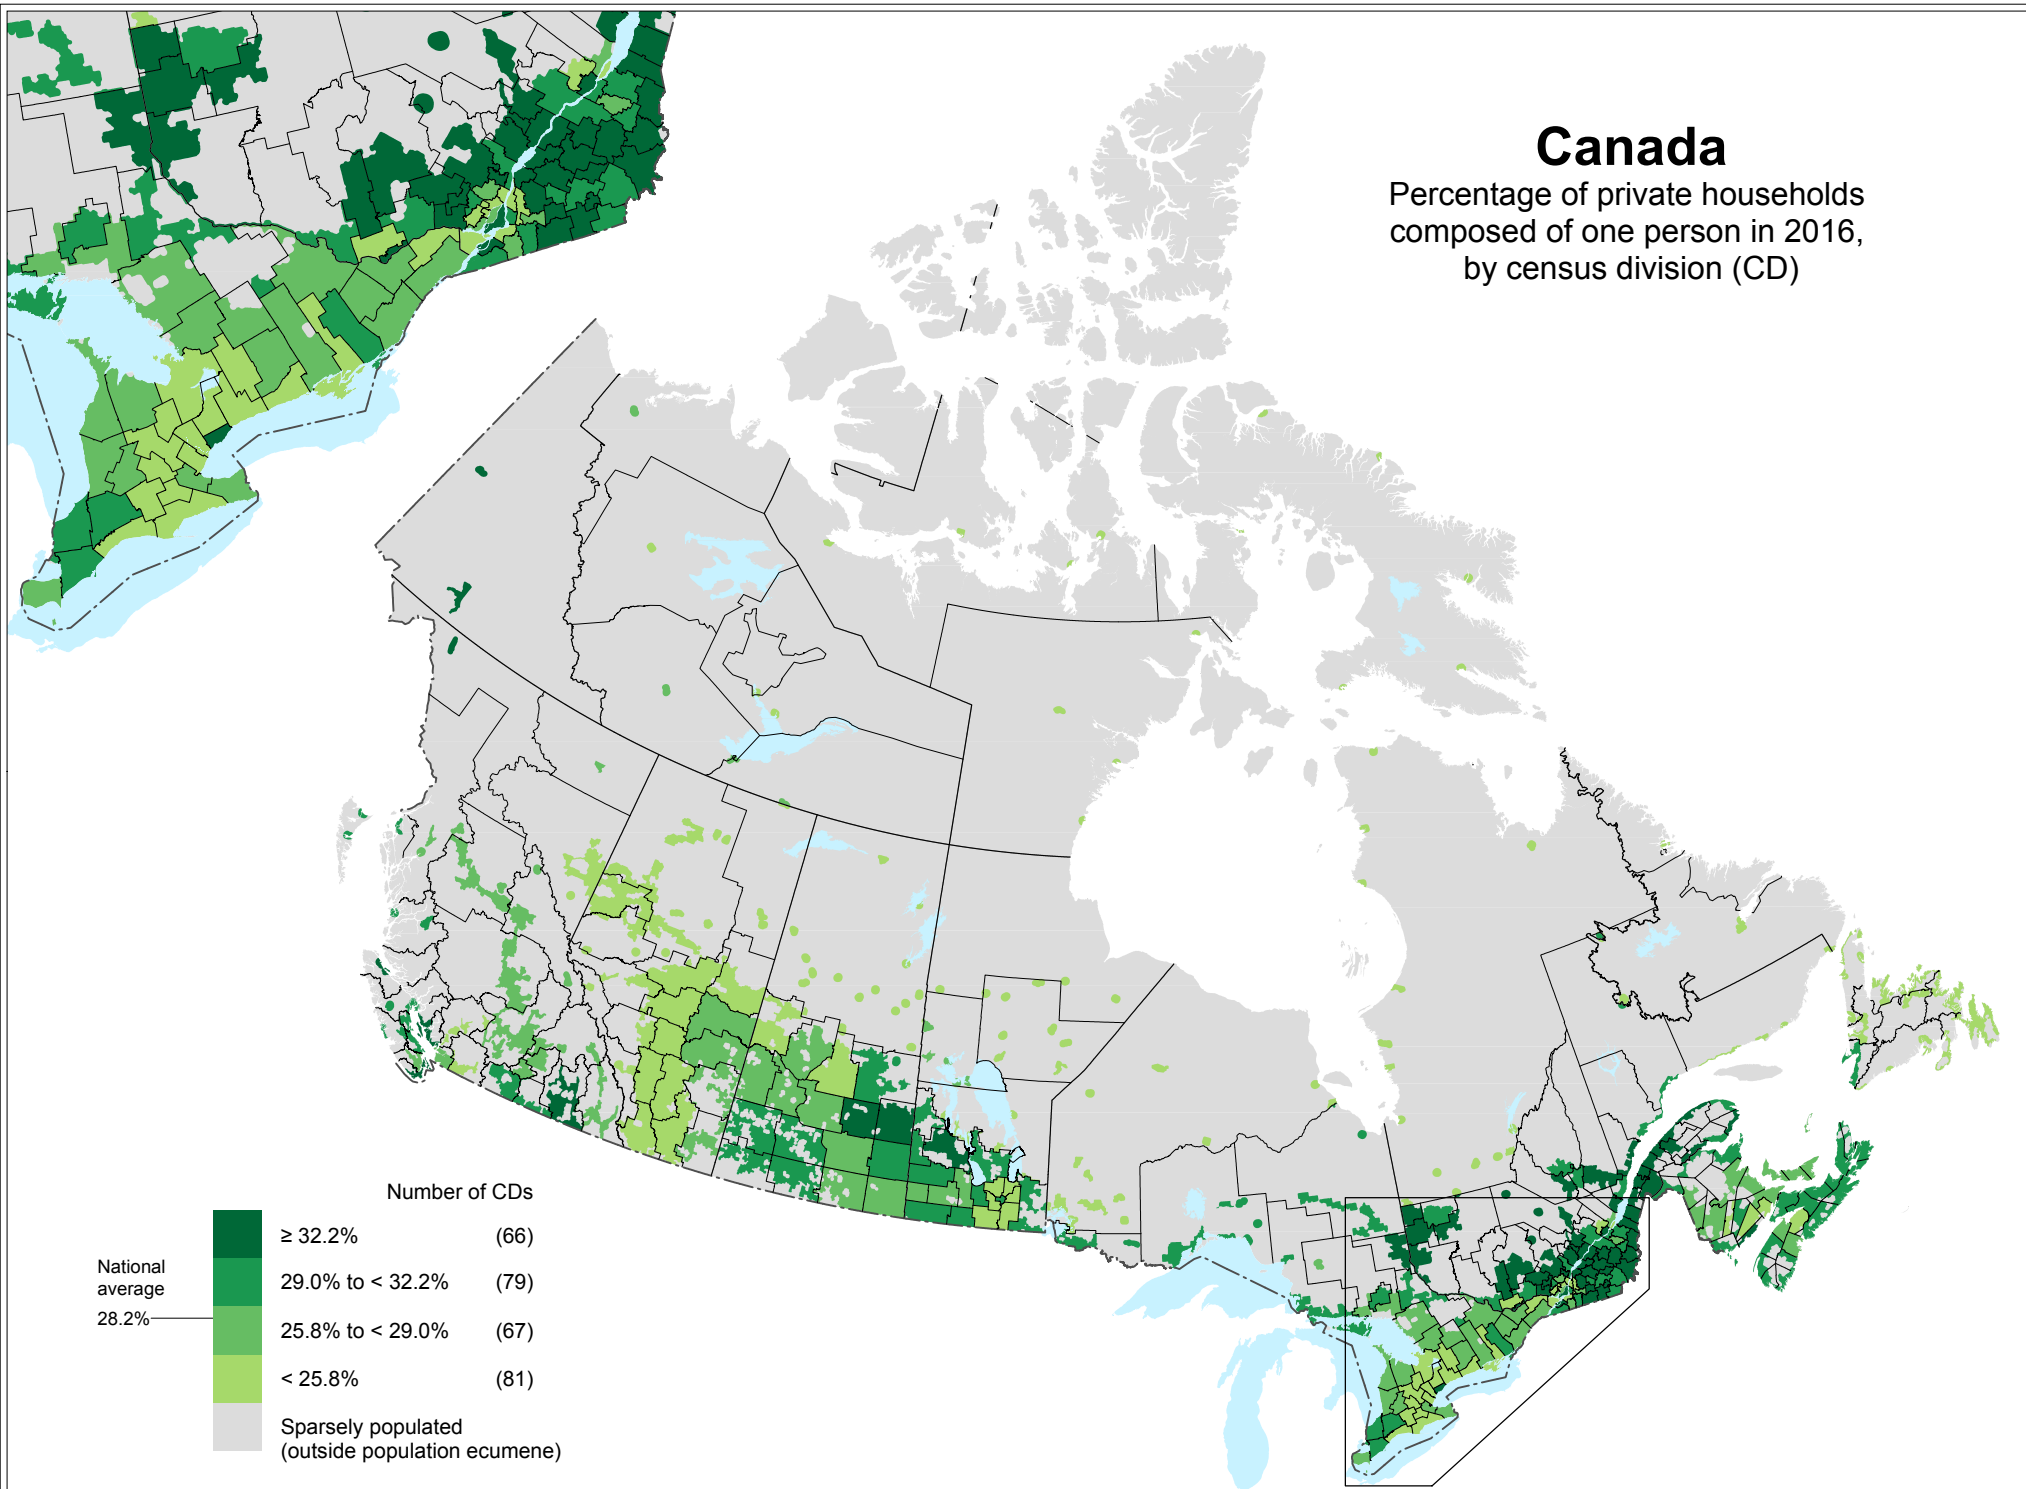 Canada
Percentage of private households
composed of one person in 2016,
by census division (CD)
Number of CDs
≥ 32.2% (66)
29.0% to < 32.2% (79)
National
average
28.2%
25.8% to < 29.0% (67)
< 25.8% (81)
Sparsely populated
(outside population ecumene)